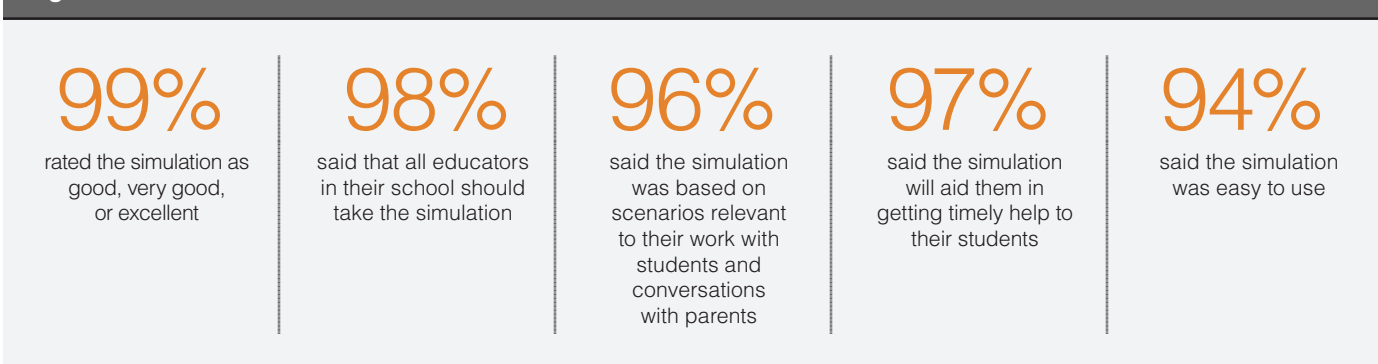 99%
rated the simulation as
good, very good,
or excellent
98%
said that all educators
in their school should
take the simulation
96%
said the simulation
was based on
scenarios relevant
to their work with
students and
conversations
with parents
97%
said the simulation
will aid them in
getting timely help to
their students
94%
said the simulation
was easy to use